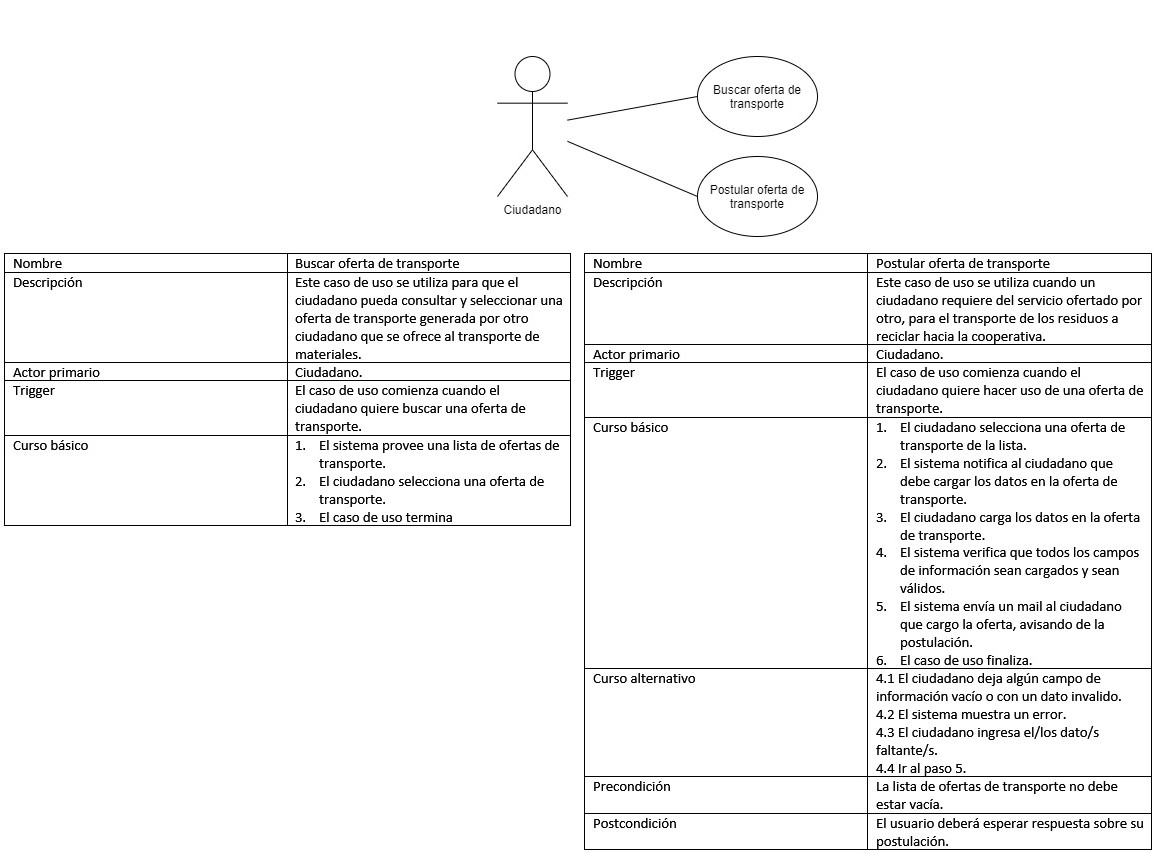 Buscar oferta de
transporte
Postular oferta de
transporte
Ciudadano
Nombre
Buscar oferta de transporte
Descripción
Este caso de uso se utiliza para que el
ciudadano pueda consultar y seleccionar una
oferta de transporte generada por otro
ciudadano que se ofrece al transporte de
materiales.
Actor primario
Ciudadano.
Trigger
El caso de uso comienza cuando el
ciudadano quiere buscar una oferta de
transporte.
Curso básico
1. El sistema provee una lista de ofertas de
transporte.
2. El ciudadano selecciona una oferta de
transporte.
3. El caso de uso termina
Nombre
Postular oferta de transporte
Descripción
Este caso de uso se utiliza cuando un
ciudadano requiere del servicio ofertado por
otro, para el transporte de los residuos a
reciclar hacia la cooperativa.
Actor primario
Ciudadano.
Trigger
El caso de uso comienza cuando el
ciudadano quiere hacer uso de una oferta de
transporte.
Curso básico
1. El ciudadano selecciona una oferta de
transporte de la lista.
2. El sistema notifica al ciudadano que
debe cargar los datos en la oferta de
transporte.
3. El ciudadano carga los datos en la oferta
de transporte.
4. El sistema verifica que todos los campos
de información sean cargados y sean
válidos.
5. El sistema envía un mail al ciudadano
que cargo la oferta, avisando de la
postulación.
6. El caso de uso finaliza.
Curso alternativo
4.1 El ciudadano deja algún campo de
información vacío o con un dato invalido.
4.2 El sistema muestra un error.
4.3 El ciudadano ingresa el/los dato/s
faltante/s.
4.4 Ir al paso 5.
Precondición
La lista de ofertas de transporte no debe
estar vacía.
Postcondición
El usuario deberá esperar respuesta sobre su
postulación.